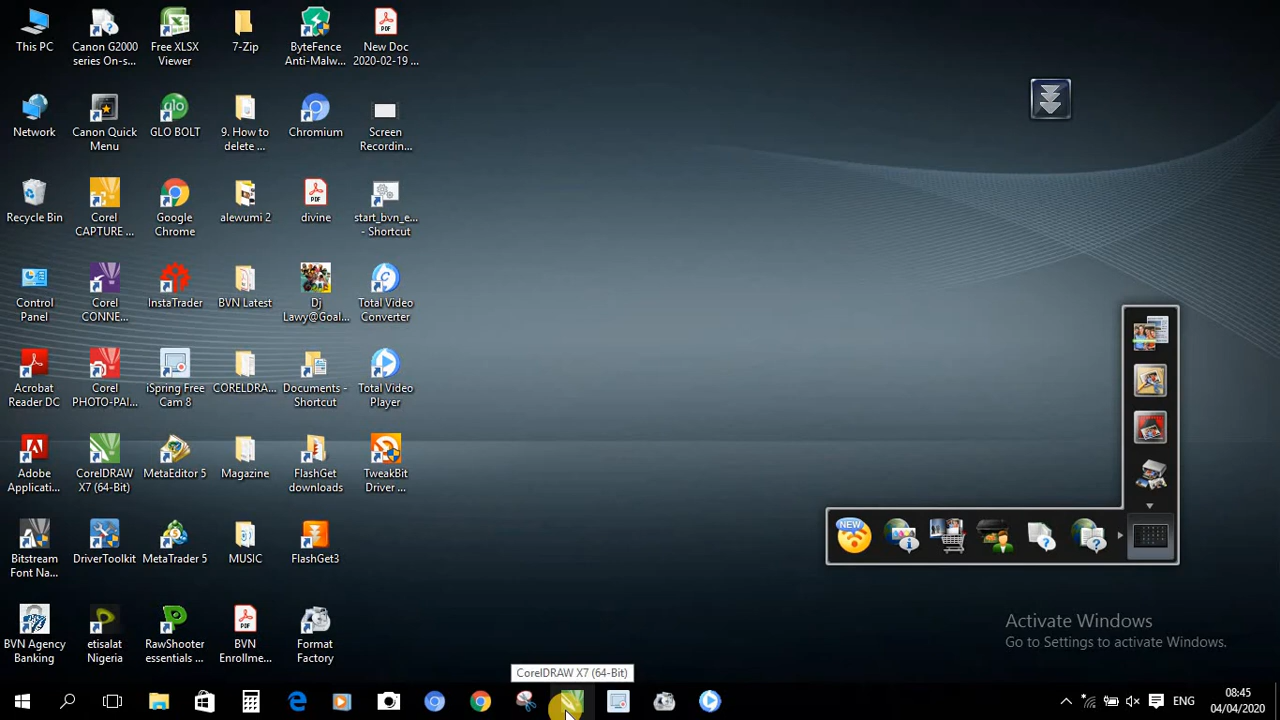 This PC
Canon G2000
series On-s...
Free XLSX
Viewer
7-Zip
ByteFence
Anti-Malw...
New Doc
2020-02-19 ...
Network
Canon Quick
Menu
GLO BOLT
9. How to
delete ...
Chromium
Screen
Recordin...
Recycle Bin
Corel
CAPTURE ...
Google
Chrome
alewumi 2
divine
start_bvn_e...
- Shortcut
Control
Panel
Corel
CONNE...
InstaTrader
BVN Latest
Dj
Lawy@Goal...
Total Video
Converter
Acrobat
Reader DC
Corel
PHOTO-PAI...
iSpring Free
Cam 8
CORELDRA...
Documents -
Shortcut
Total Video
Player
Adobe
Applicati...
CorelDRAW
X7 (64-Bit)
MetaEditor 5
Magazine
FlashGet
downloads
TweakBit
Driver ...
NEW
Bitstream
Font Na...
DriverToolkit
MetaTrader 5
MUSIC
FlashGet3
BVN Agency
Banking
etisalat
Nigeria
RawShooter
essentials ...
BVN
Enrollme...
Format
Factory
Activate Windows
Go to Settings to activate Windows.
CorelDRAW X7 (64-Bit)
ENG
08:45
04/04/2020